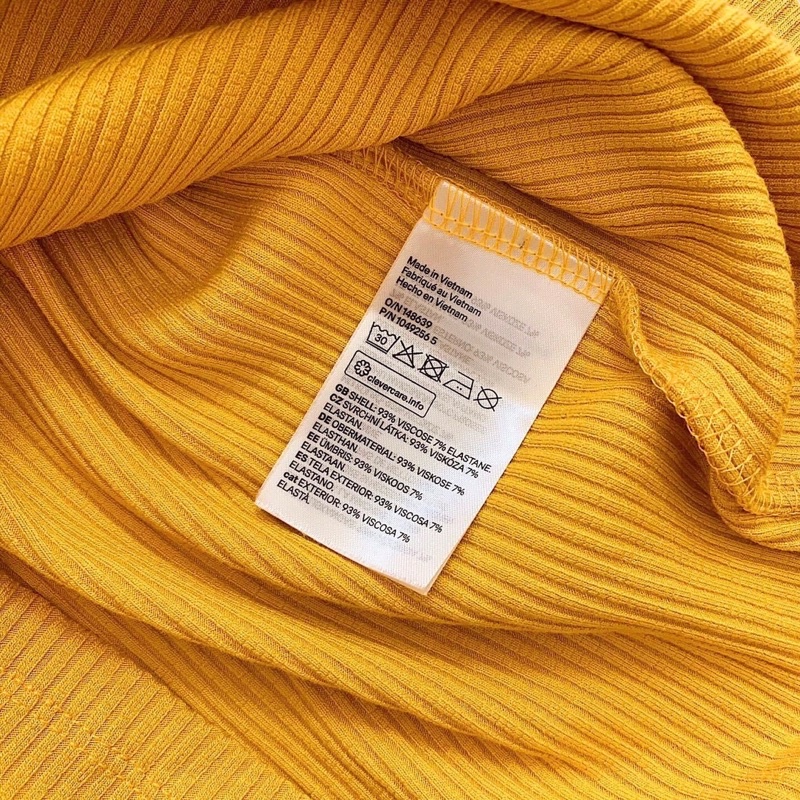 Made in Vietnam
Fabriqué au Vietnam
Hecho en Vietnam
O/N 148639
P/N 1049256 5
30
clevercare.info
GB SHELL: 93% VISCOSE 7% ELASTANE.
CZ SVRCHNÍ LÁTKA: 93% VISKÓZA 7%
ELASTAN.
DE OBERMATERIAL: 93% VISKOSE 7%
ELASTHAN.
EE ÜMBRIS: 93% VISKOOS 7%
ELASTAAN.
ES TELA EXTERIOR: 93% VISCOSA 7%
ELASTANO.
cat EXTERIOR: 93% VISCOSA 7%
ELASTÀ.